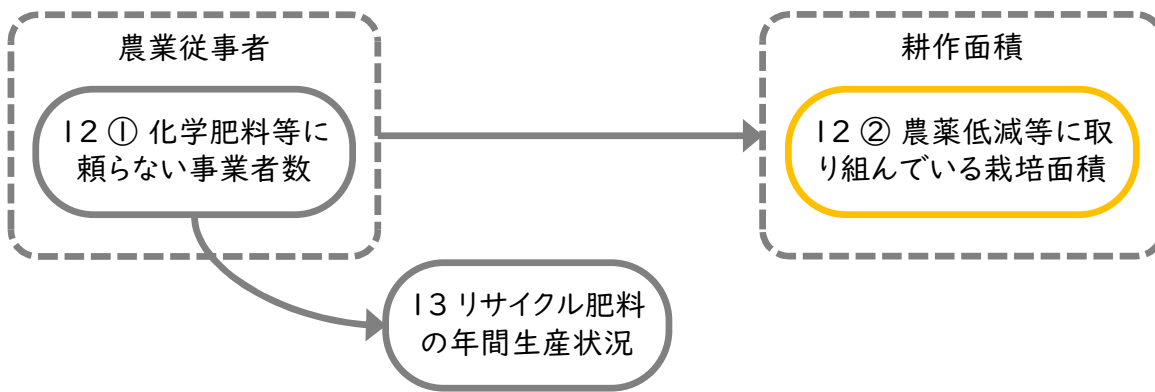 農業従事者
12 ① 化学肥料等に
頼らない事業者数
耕作面積
12 ② 農薬低減等に取
り組んでいる栽培面積
13 リサイクル肥料
の年間生産状況